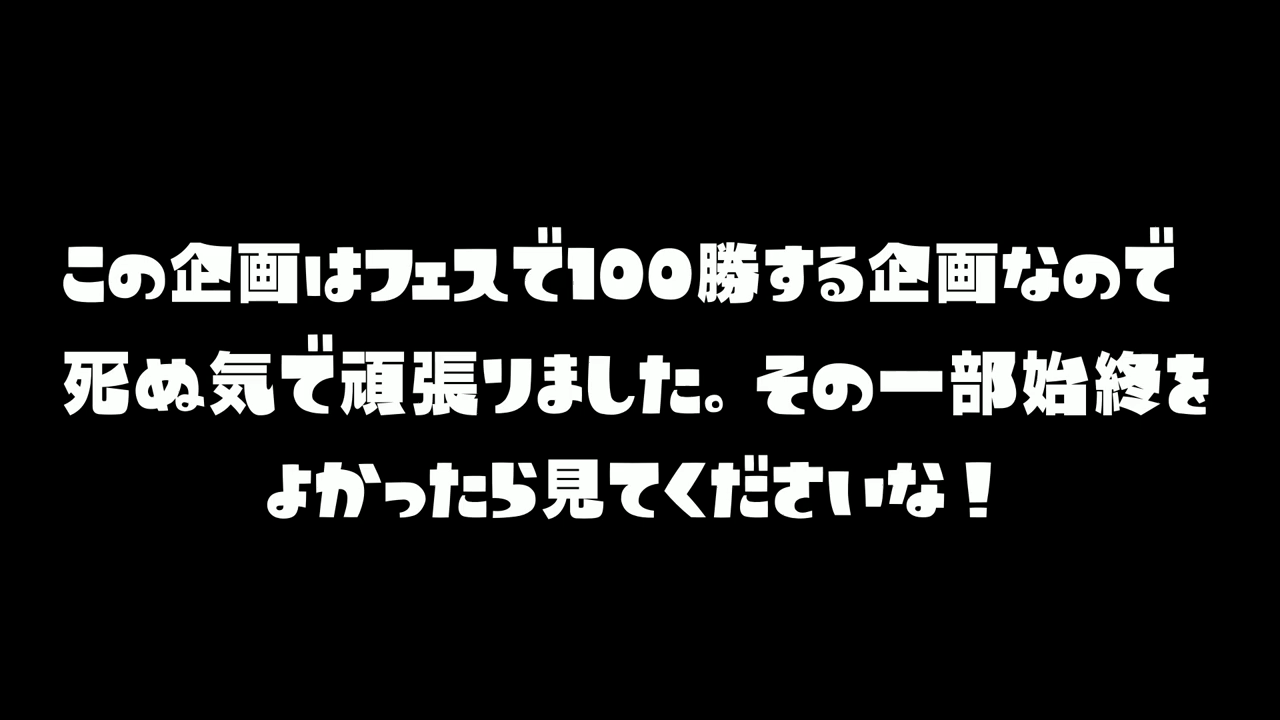 この企画はフェスで100勝する企画なので
死ぬ気で頑張りました。その一部始終を
よかったら見てくださいな！